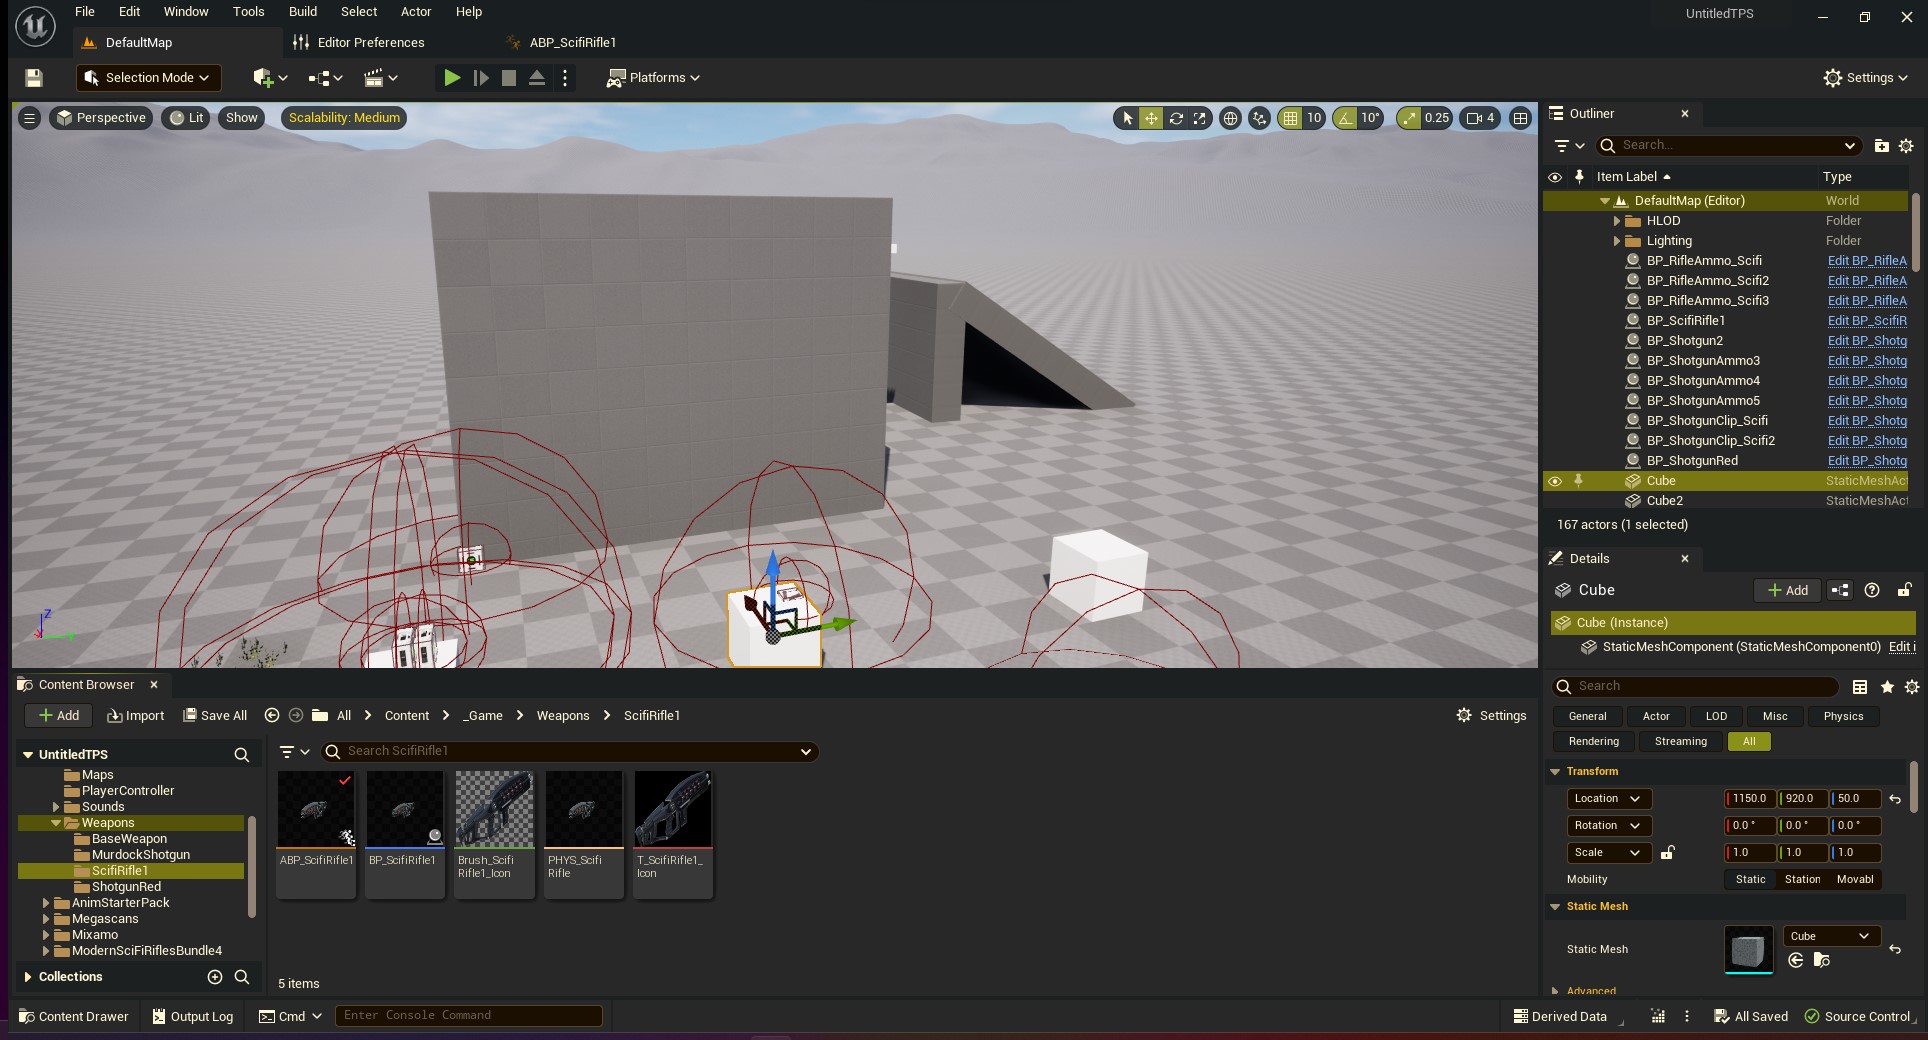 File Edit Window Tools Build Select Actor Help
UntitledTPS
DefaultMap
Editor Preferences
ABP_ScifiRifle1
Selection Mode
Platforms
Settings
Perspective
Lit
Show
Scalability: Medium
10
10°
0.25
4
Outliner
Search...
Item Label
Type
DefaultMap (Editor) World
HLOD Folder
Lighting Folder
BP_RifleAmmo_Scifi Edit BP_RifleA
BP_RifleAmmo_Scifi2 Edit BP_RifleA
BP_RifleAmmo_Scifi3 Edit BP_RifleA
BP_ScifiRifle1 Edit BP_ScifiR
BP_Shotgun2 Edit BP_Shotg
BP_ShotgunAmmo3 Edit BP_Shotg
BP_ShotgunAmmo4 Edit BP_Shotg
BP_ShotgunAmmo5 Edit BP_Shotg
BP_ShotgunClip_Scifi Edit BP_Shotg
BP_ShotgunClip_Scifi2 Edit BP_Shotg
BP_ShotgunRed Edit BP_Shotg
Cube StaticMeshAct
Cube2 StaticMeshAct
167 actors (1 selected)
Details
Cube
Add
Cube (Instance)
StaticMeshComponent (StaticMeshComponent0) Edit i
Search
General Actor LOD Misc Physics
Rendering Streaming All
Transform
Location 1150.0 920.0 50.0
Rotation 0.0 ° 0.0 ° 0.0 °
Scale 1.0 1.0 1.0
Mobility Static Station Movabl
Static Mesh
Static Mesh Cube
Advanced
Z
Content Browser
Add Import Save All All Content _Game Weapons ScifiRifle1 Settings
UntitledTPS
Maps
PlayerController
Sounds
Weapons
BaseWeapon
MurdockShotgun
ScifiRifle1
ShotgunRed
AnimStarterPack
Megascans
Mixamo
ModernSciFiRiflesBundle4
Collections
Search ScifiRifle1
ABP_ScifiRifle1
BP_ScifiRifle1
Brush_Scifi
Rifle1_Icon
PHYS_Scifi
Rifle
T_ScifiRifle1_
Icon
5 items
Content Drawer Output Log Cmd Enter Console Command Derived Data All Saved Source Control